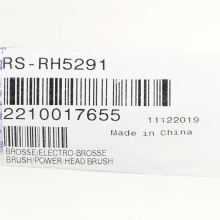 RS-RH5291
2210017655
11122019
Made in China
BROSSE/ELECTRO-BROSSE
BRUSH/POWER-HEAD BRUSH